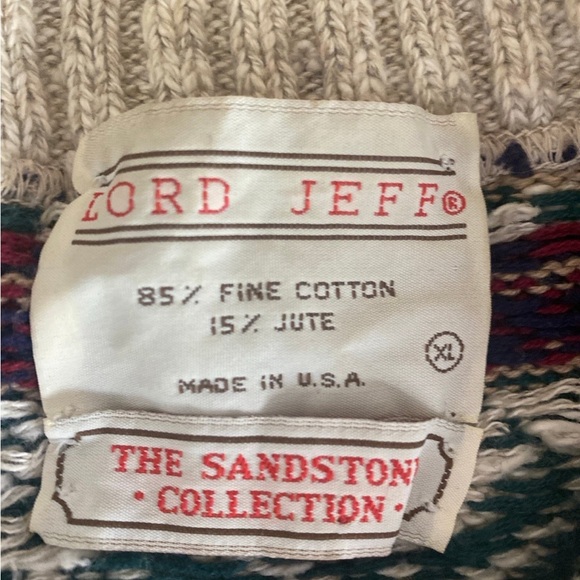 LORD JEFF®
85% FINE COTTON
15% JUTE
XL
MADE IN U.S.A.
THE SANDSTON
• COLLECTION •